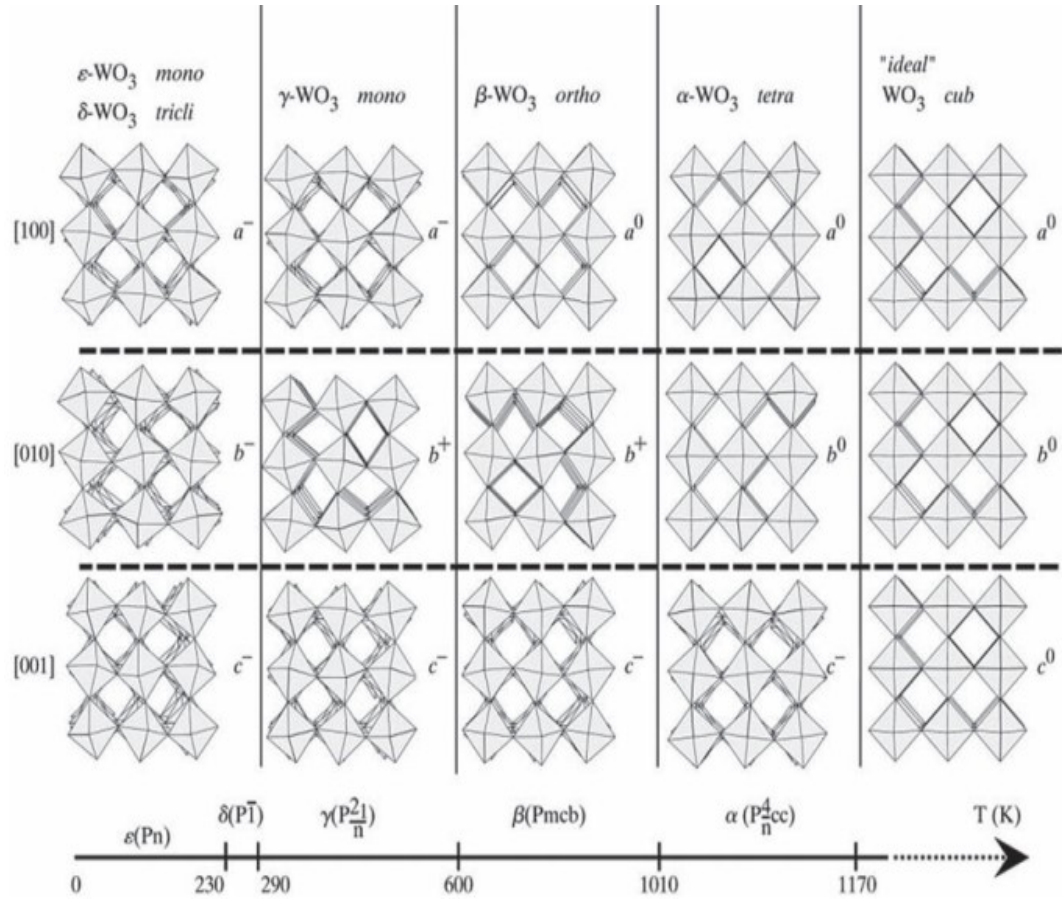 ε-WO₃ mono
δ-WO₃ tricli
γ-WO₃ mono
β-WO₃ ortho
α-WO₃ tetra
"ideal"
WO₃ cub
[100] a⁻ a⁻ a⁰ a⁰ a⁰
[010] b⁻ b⁺ b⁺ b⁰ b⁰
[001] c⁻ c⁻ c⁻ c⁻ c⁰
ε(Pn) δ(P1̄) γ(P21/n) β(Pmcb) α(P4/ncc) T (K)
0 230 290 600 1010 1170